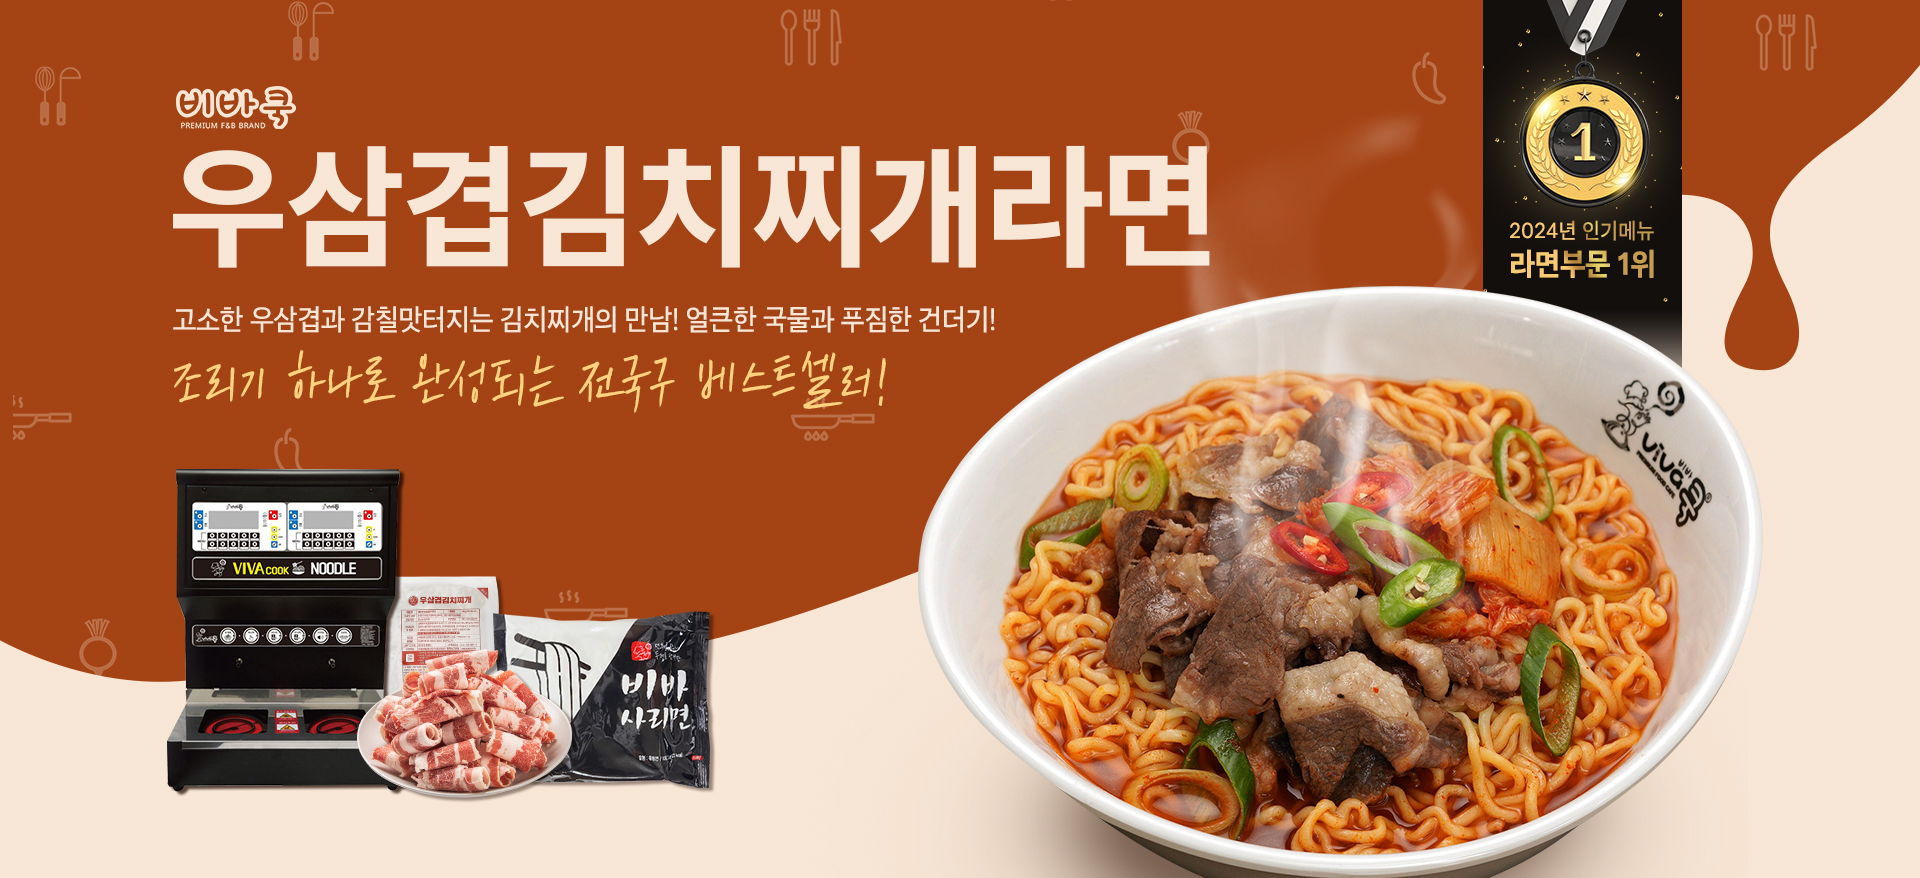 비바쿡
PREMIUM F&B BRAND
우삼겹김치찌개라면
고소한 우삼겹과 감칠맛터지는 김치찌개의 만남! 얼큰한 국물과 푸짐한 건더기!
조리기 하나로 완성되는 전국구 베스트셀러!
1
2024년 인기메뉴
라면부문 1위
비바
viva쿡
VIVA COOK NOODLE
우삼겹김치찌개
비바
사리면